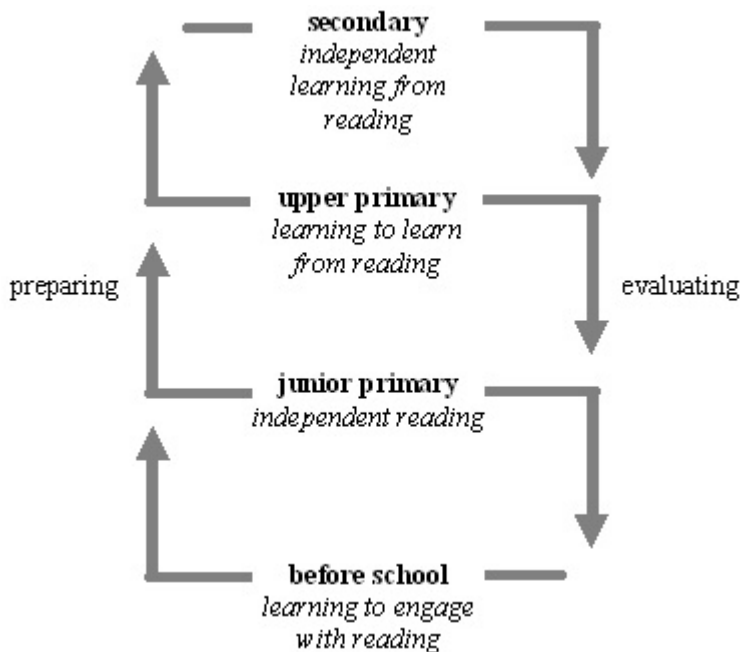 secondary
independent
learning from
reading
upper primary
learning to learn
from reading
preparing
evaluating
junior primary
independent reading
before school
learning to engage
with reading